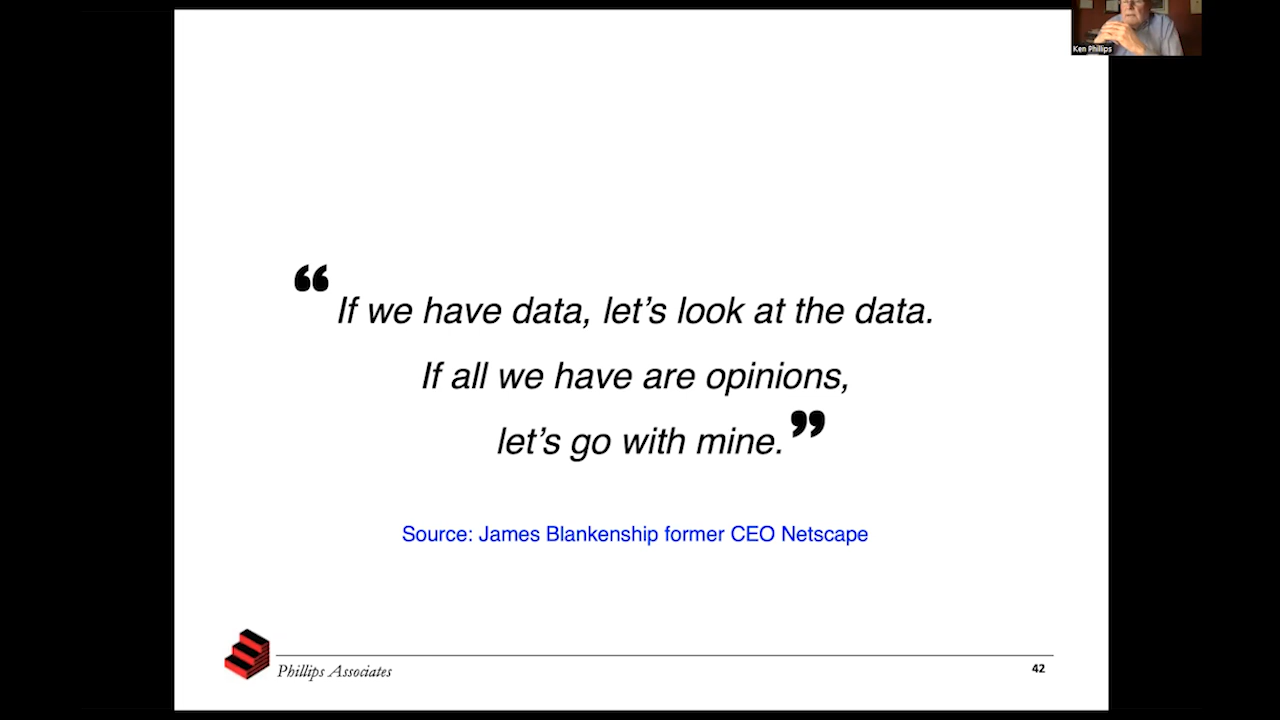 Ken Phillips
“If we have data, let’s look at the data.
If all we have are opinions,
let’s go with mine.”
Source: James Blankenship former CEO Netscape
Phillips Associates
42